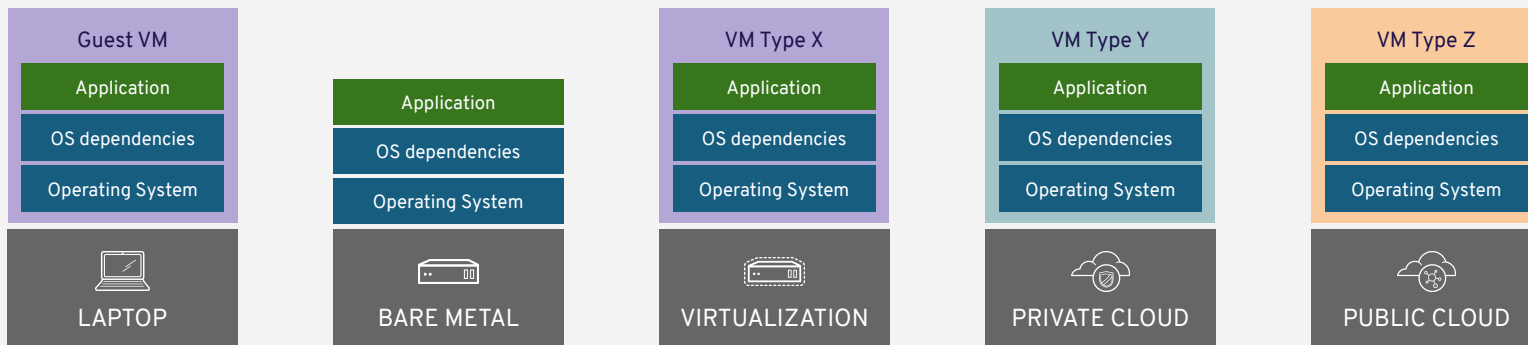 Guest VM
Application
OS dependencies
Operating System
LAPTOP
Application
OS dependencies
Operating System
BARE METAL
VM Type X
Application
OS dependencies
Operating System
VIRTUALIZATION
VM Type Y
Application
OS dependencies
Operating System
PRIVATE CLOUD
VM Type Z
Application
OS dependencies
Operating System
PUBLIC CLOUD